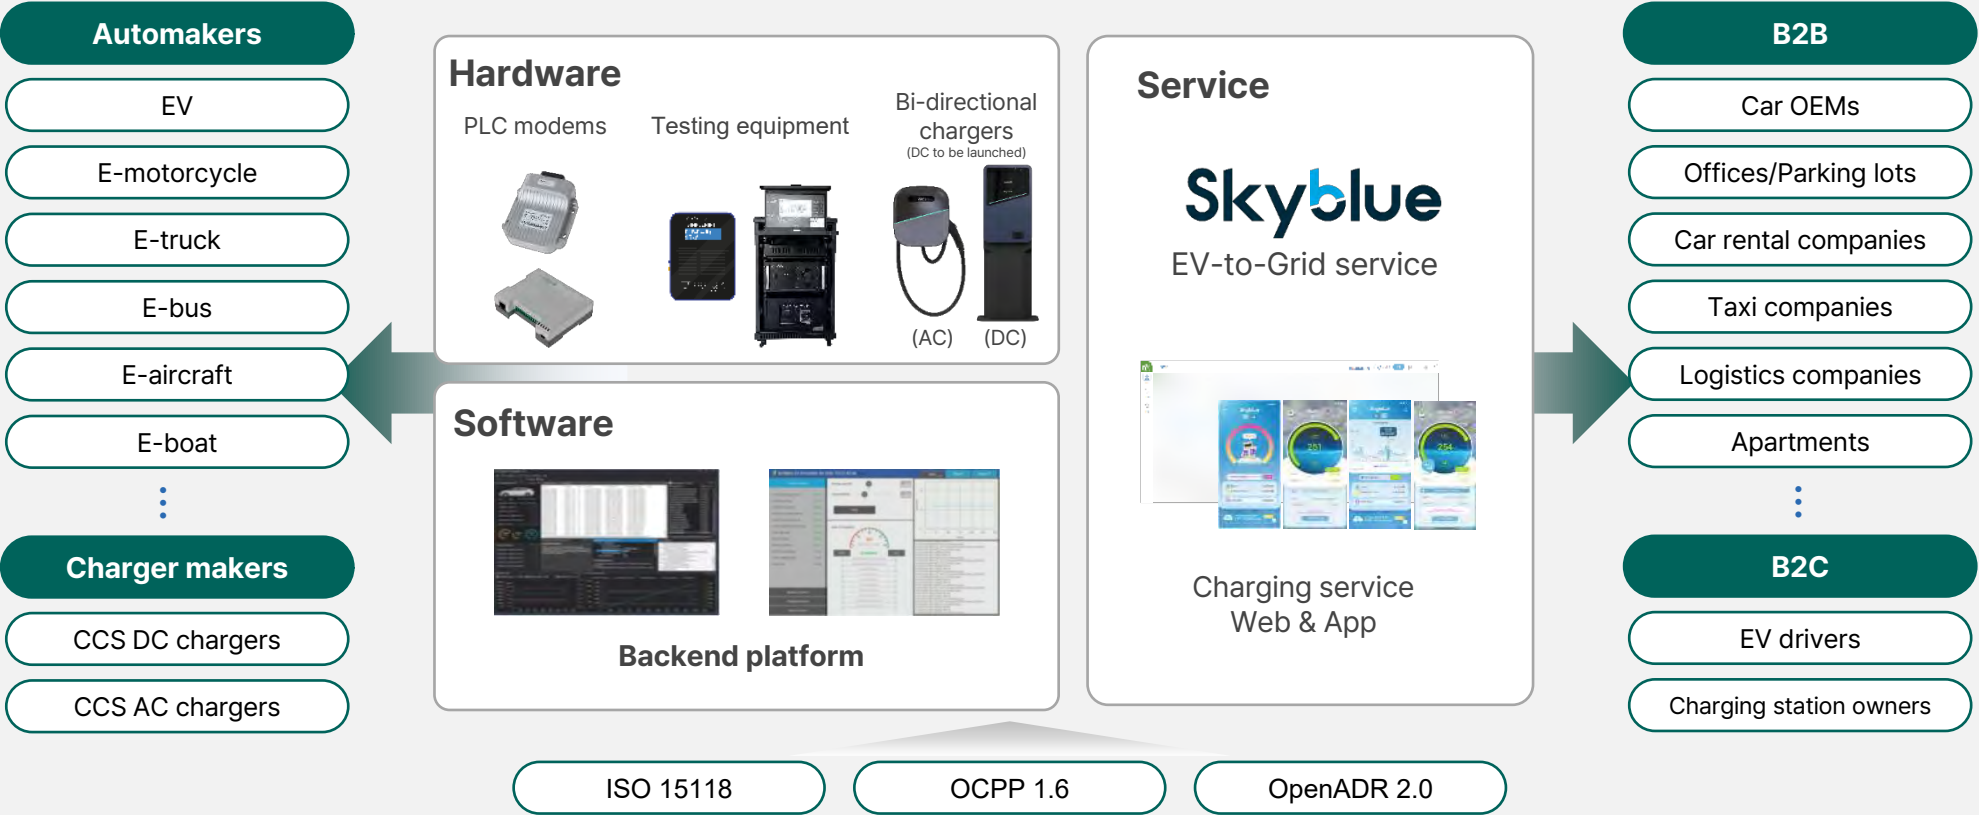 Automakers
EV
E-motorcycle
E-truck
E-bus
E-aircraft
E-boat
Charger makers
CCS DC chargers
CCS AC chargers
Hardware
PLC modems
Testing equipment
Bi-directional
chargers
(DC to be launched)
(AC)
(DC)
Software
Backend platform
Service
Skyblue
EV-to-Grid service
Charging service
Web & App
B2B
Car OEMs
Offices/Parking lots
Car rental companies
Taxi companies
Logistics companies
Apartments
B2C
EV drivers
Charging station owners
ISO 15118
OCPP 1.6
OpenADR 2.0